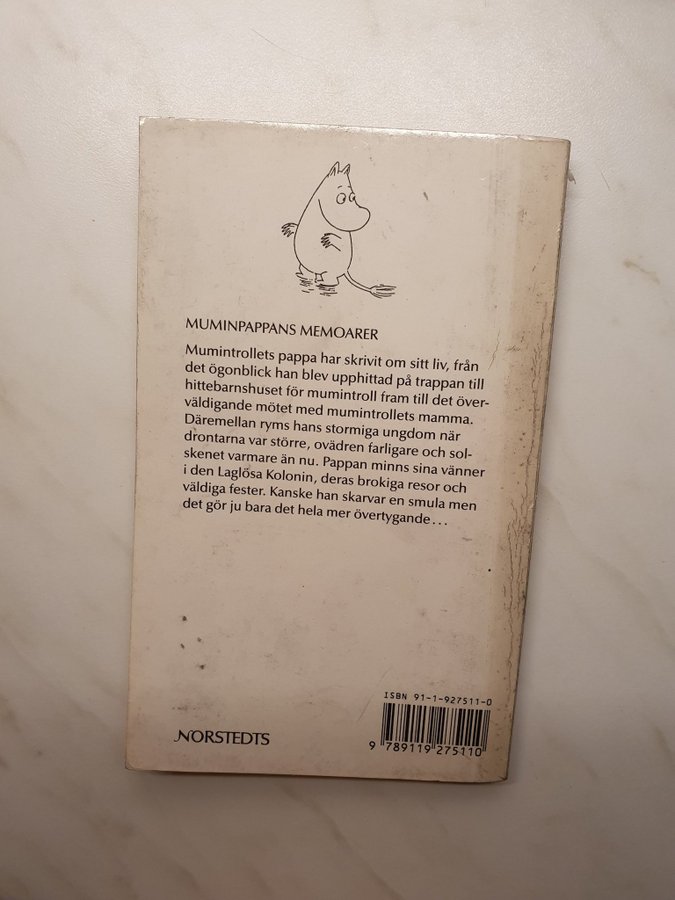 MUMINPAPPANS MEMOARER
Mumintrollets pappa har skrivit om sitt liv, från
det ögonblick han blev upphittad på trappan till
hittebarnshuset för mumintroll fram till det över-
väldigande mötet med mumintrollets mamma.
Däremellan ryms hans stormiga ungdom när
drontarna var större, ovädren farligare och sol-
skenet varmare än nu. Pappan minns sina vänner
i den Laglösa Kolonin, deras brokiga resor och
väldiga fester. Kanske han skarvar en smula men
det gör ju bara det hela mer övertygande...
ISBN 91-1-927511-0
NORSTEDTS
9 789119 275110